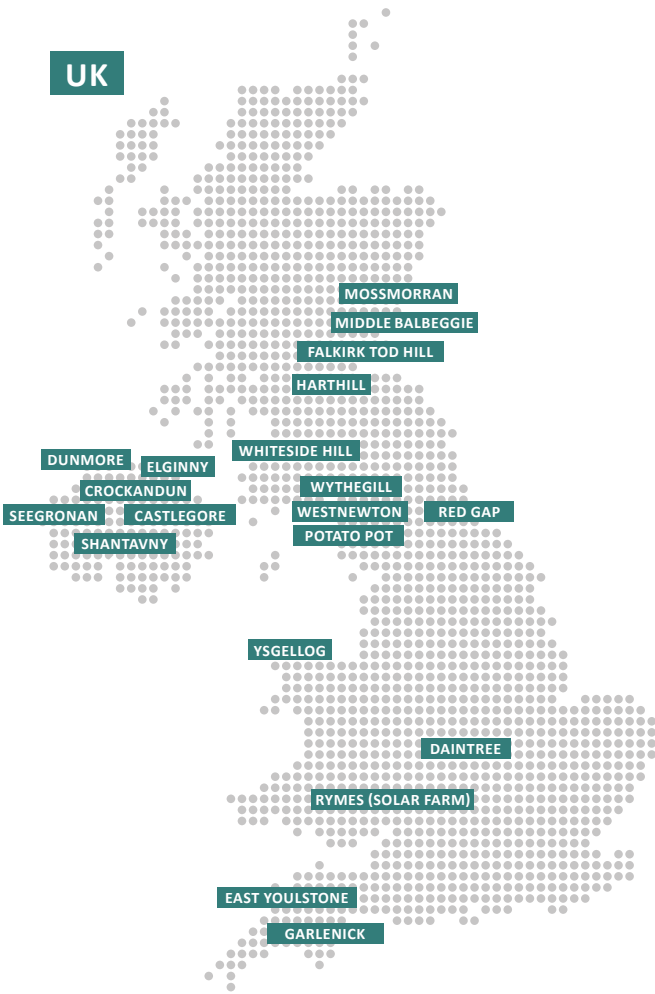 UK
MOSSMORRAN
MIDDLE BALBEGGIE
FALKIRK TOD HILL
HARTHILL
WHITESIDE HILL
DUNMORE
ELGINNY
CROCKANDUN
WYTHEGILL
SEEGRONAN
CASTLEGORE
WESTNEWTON
RED GAP
POTATO POT
SHANTAVNY
YSGELLOG
DAINTREE
RYMES (SOLAR FARM)
EAST YOULSTONE
GARLENICK